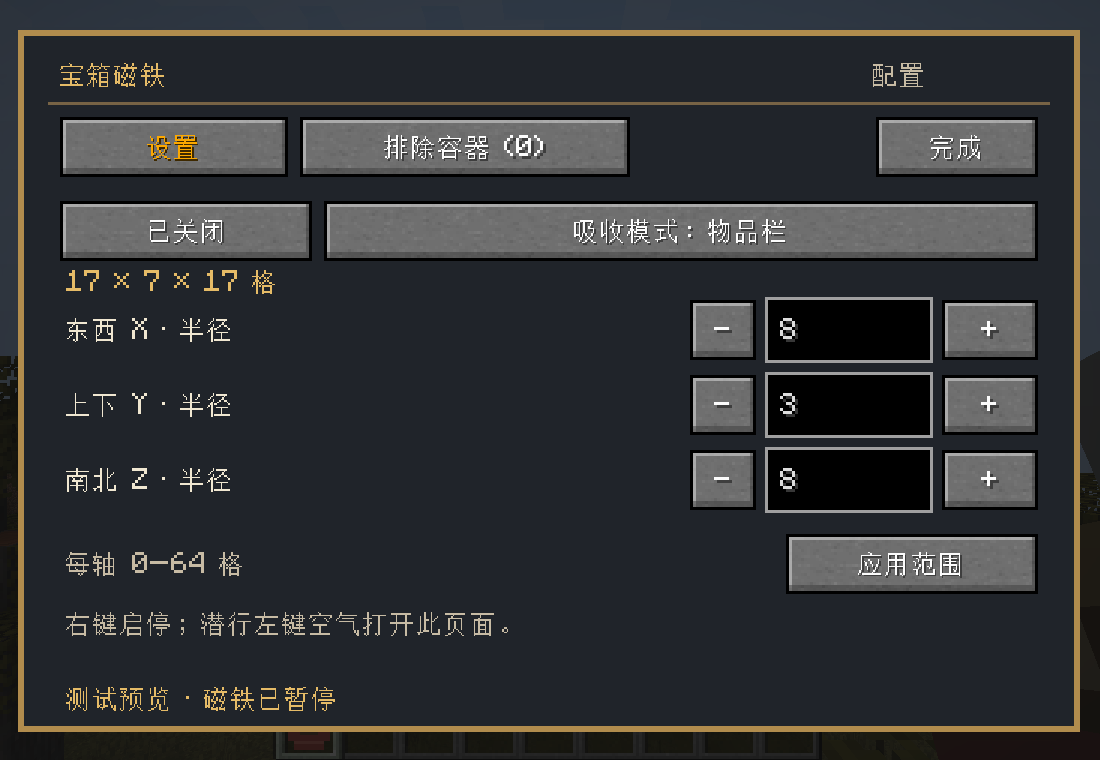 宝箱磁铁 配置
设置 排除容器 (0) 完成
已关闭 吸收模式：物品栏
17 × 7 × 17 格
东西 X · 半径 - 8 +
上下 Y · 半径 - 3 +
南北 Z · 半径 - 8 +
每轴 0—64 格 应用范围
右键启停；潜行左键空气打开此页面。
测试预览 · 磁铁已暂停